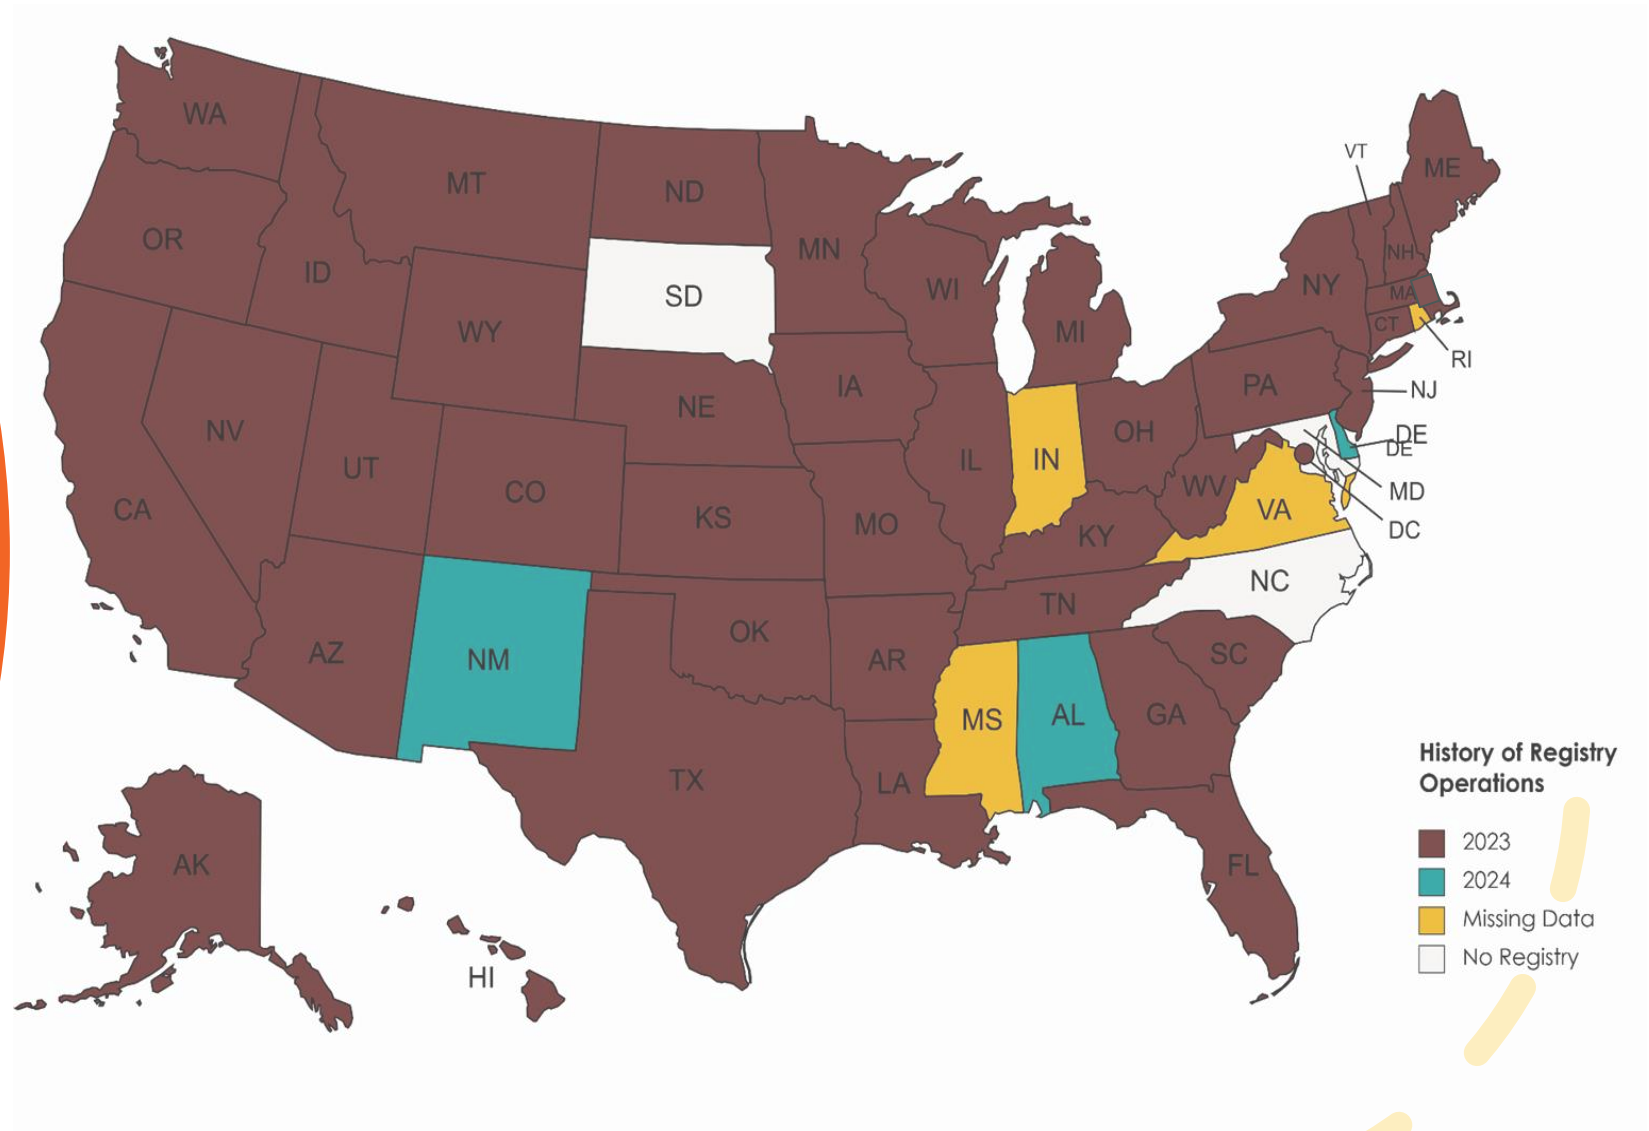 WA
MT
ND
MN
OR
ID
SD
WI
MI
WY
VT
ME
NH
NY
MA
CT
RI
IA
NE
PA
NJ
NV
UT
CO
CA
KS
MO
IL
IN
OH
WV
KY
VA
DE
DE
MD
DC
NC
TN
AZ
NM
OK
AR
SC
MS
AL
GA
TX
LA
FL
AK
HI
History of Registry
Operations
2023
2024
Missing Data
No Registry